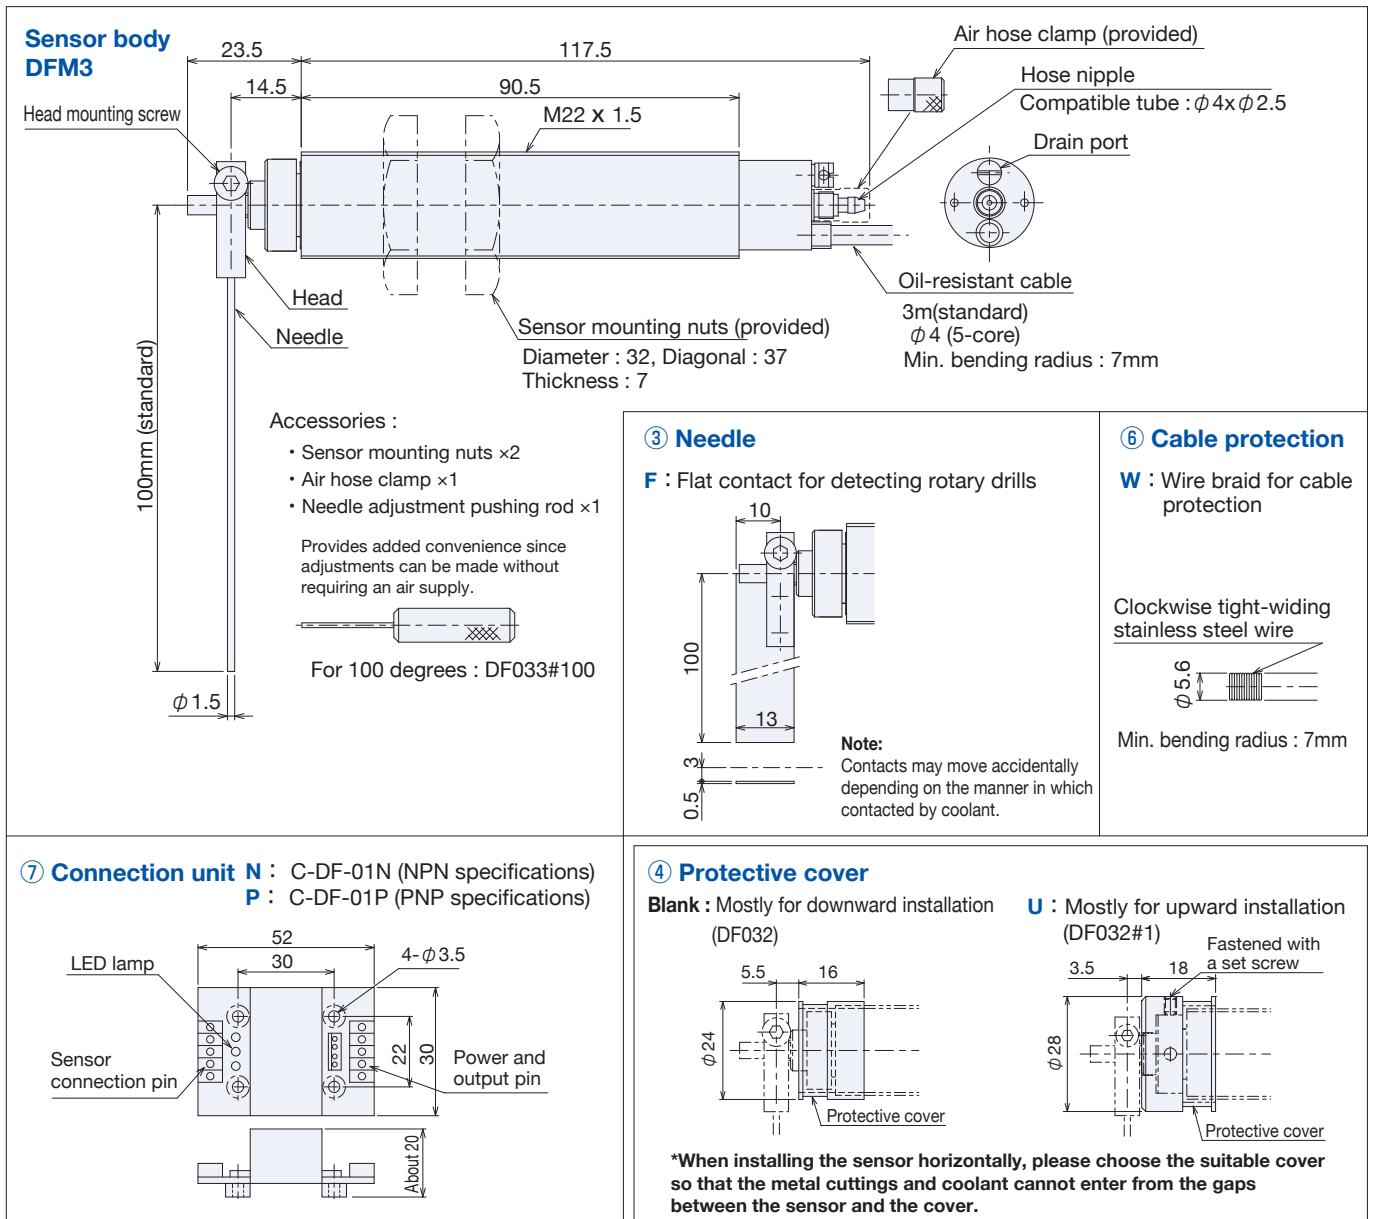 Sensor body
DFM3
23.5
117.5
14.5
90.5
M22 x 1.5
Head mounting screw
Air hose clamp (provided)
Hose nipple
Compatible tube : φ4xφ2.5
Drain port
Head
Needle
Sensor mounting nuts (provided)
Diameter : 32, Diagonal : 37
Thickness : 7
Oil-resistant cable
3m(standard)
φ4 (5-core)
Min. bending radius : 7mm
100mm (standard)
φ1.5
Accessories :
・Sensor mounting nuts ×2
・Air hose clamp ×1
・Needle adjustment pushing rod ×1
Provides added convenience since
adjustments can be made without
requiring an air supply.
For 100 degrees : DF033#100
③ Needle
F : Flat contact for detecting rotary drills
10
100
13
3
0.5
Note:
Contacts may move accidentally
depending on the manner in which
contacted by coolant.
⑥ Cable protection
W : Wire braid for cable
protection
Clockwise tight-widing
stainless steel wire
φ5.6
Min. bending radius : 7mm
⑦ Connection unit N : C-DF-01N (NPN specifications)
P : C-DF-01P (PNP specifications)
52
30
4-φ3.5
LED lamp
22
30
Sensor
connection pin
Power and
output pin
About 20
④ Protective cover
Blank : Mostly for downward installation
(DF032)
5.5
16
φ24
Protective cover
U : Mostly for upward installation
(DF032#1)
Fastened with
a set screw
3.5
18
φ28
Protective cover
*When installing the sensor horizontally, please choose the suitable cover
so that the metal cuttings and coolant cannot enter from the gaps
between the sensor and the cover.